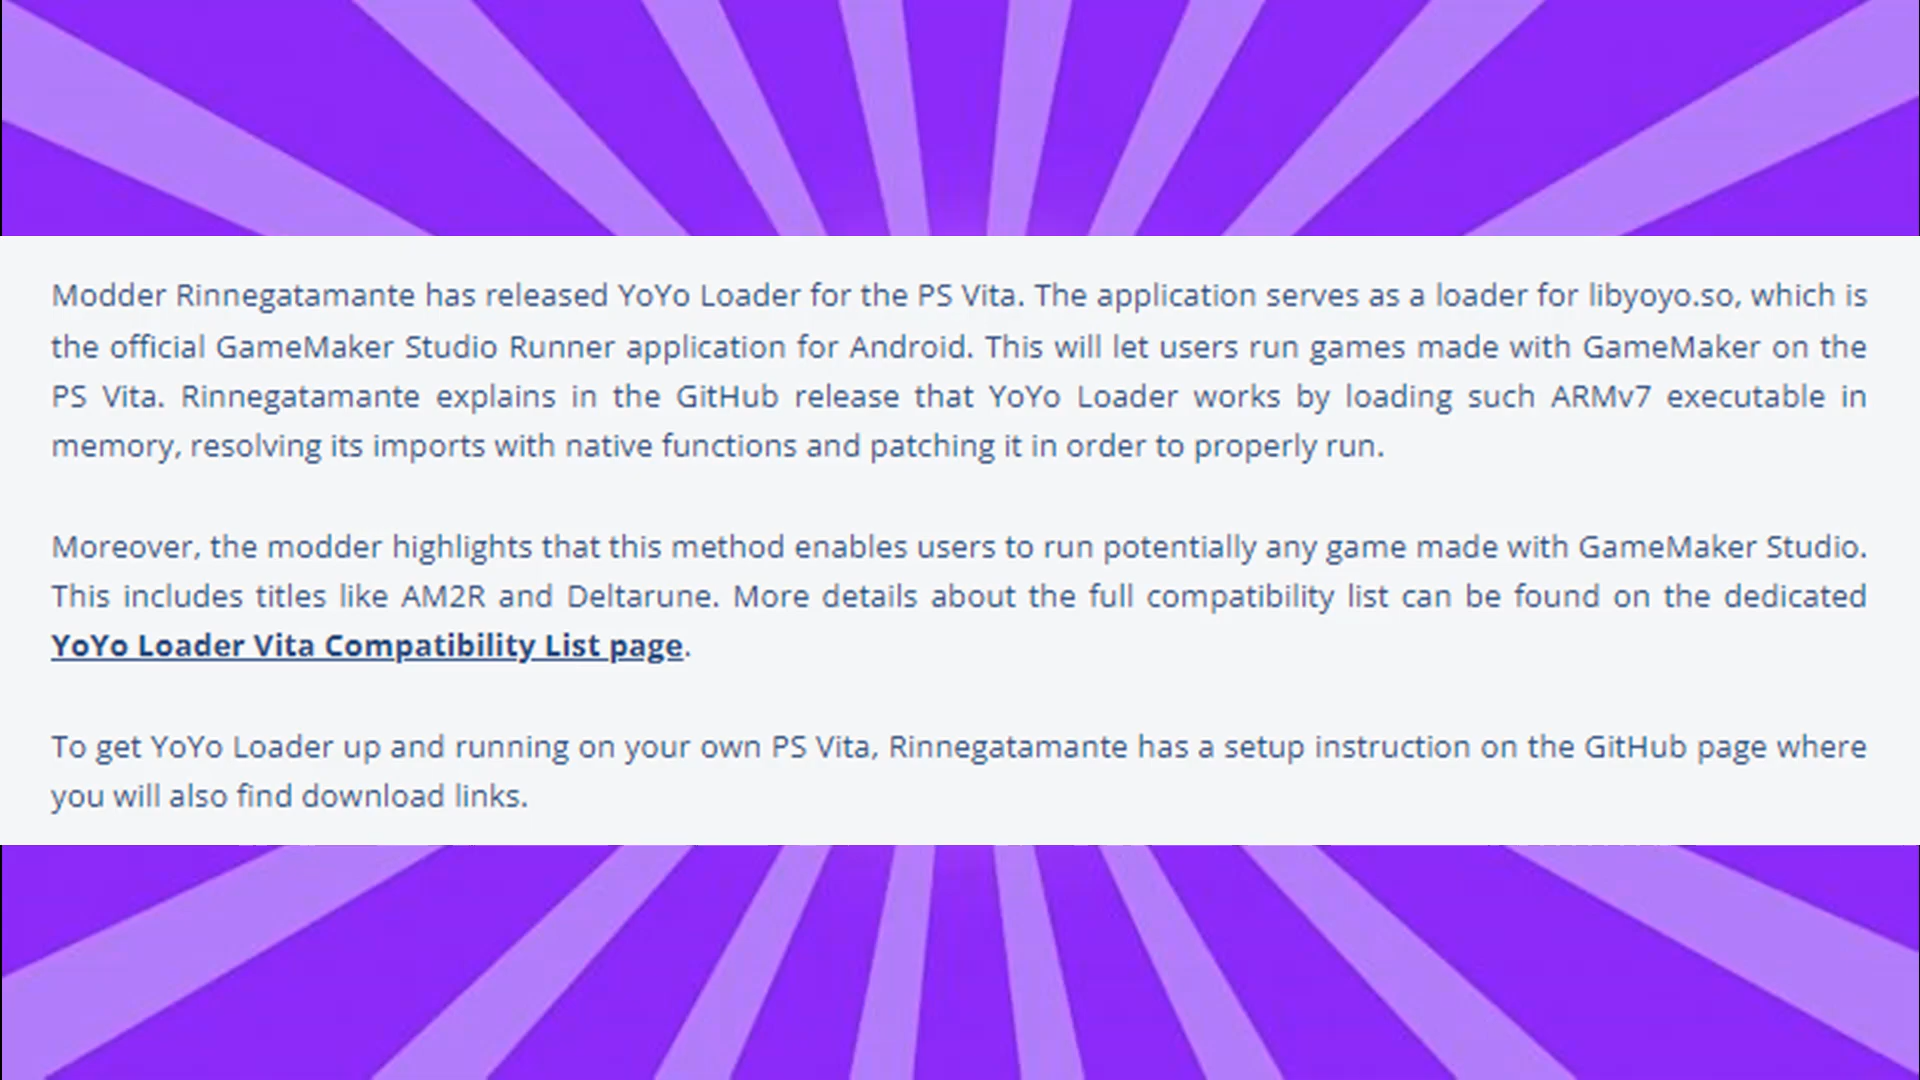 Modder Rinnegatamante has released YoYo Loader for the PS Vita. The application serves as a loader for libyoyo.so, which is
the official GameMaker Studio Runner application for Android. This will let users run games made with GameMaker on the
PS Vita. Rinnegatamante explains in the GitHub release that YoYo Loader works by loading such ARMv7 executable in
memory, resolving its imports with native functions and patching it in order to properly run.
Moreover, the modder highlights that this method enables users to run potentially any game made with GameMaker Studio.
This includes titles like AM2R and Deltarune. More details about the full compatibility list can be found on the dedicated
YoYo Loader Vita Compatibility List page.
To get YoYo Loader up and running on your own PS Vita, Rinnegatamante has a setup instruction on the GitHub page where
you will also find download links.